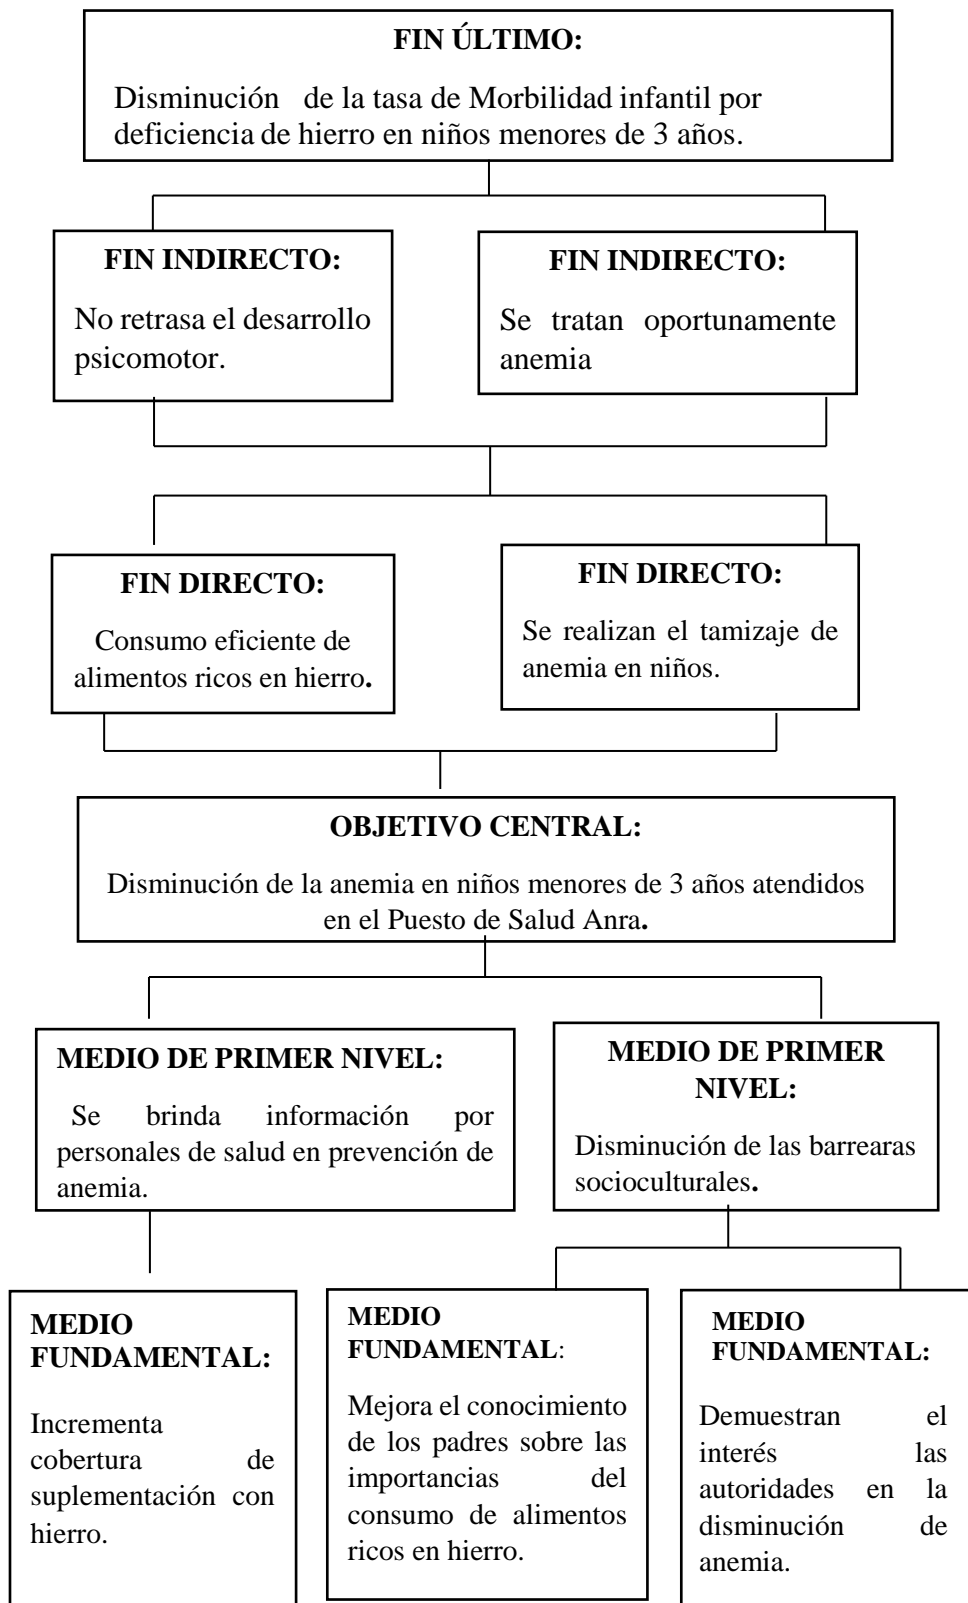 FIN ÚLTIMO:
Disminución de la tasa de Morbilidad infantil por
deficiencia de hierro en niños menores de 3 años.
FIN INDIRECTO:
No retrasa el desarrollo
psicomotor.
FIN INDIRECTO:
Se tratan oportunamente
anemia
FIN DIRECTO:
Consumo eficiente de
alimentos ricos en hierro.
FIN DIRECTO:
Se realizan el tamizaje de
anemia en niños.
OBJETIVO CENTRAL:
Disminución de la anemia en niños menores de 3 años atendidos
en el Puesto de Salud Anra.
MEDIO DE PRIMER NIVEL:
Se brinda información por
personales de salud en prevención de
anemia.
MEDIO DE PRIMER
NIVEL:
Disminución de las barrearas
socioculturales.
MEDIO
FUNDAMENTAL:
Incrementa
cobertura de
suplementación con
hierro.
MEDIO
FUNDAMENTAL:
Mejora el conocimiento
de los padres sobre las
importancias del
consumo de alimentos
ricos en hierro.
MEDIO
FUNDAMENTAL:
Demuestran el
interés las
autoridades en la
disminución de
anemia.